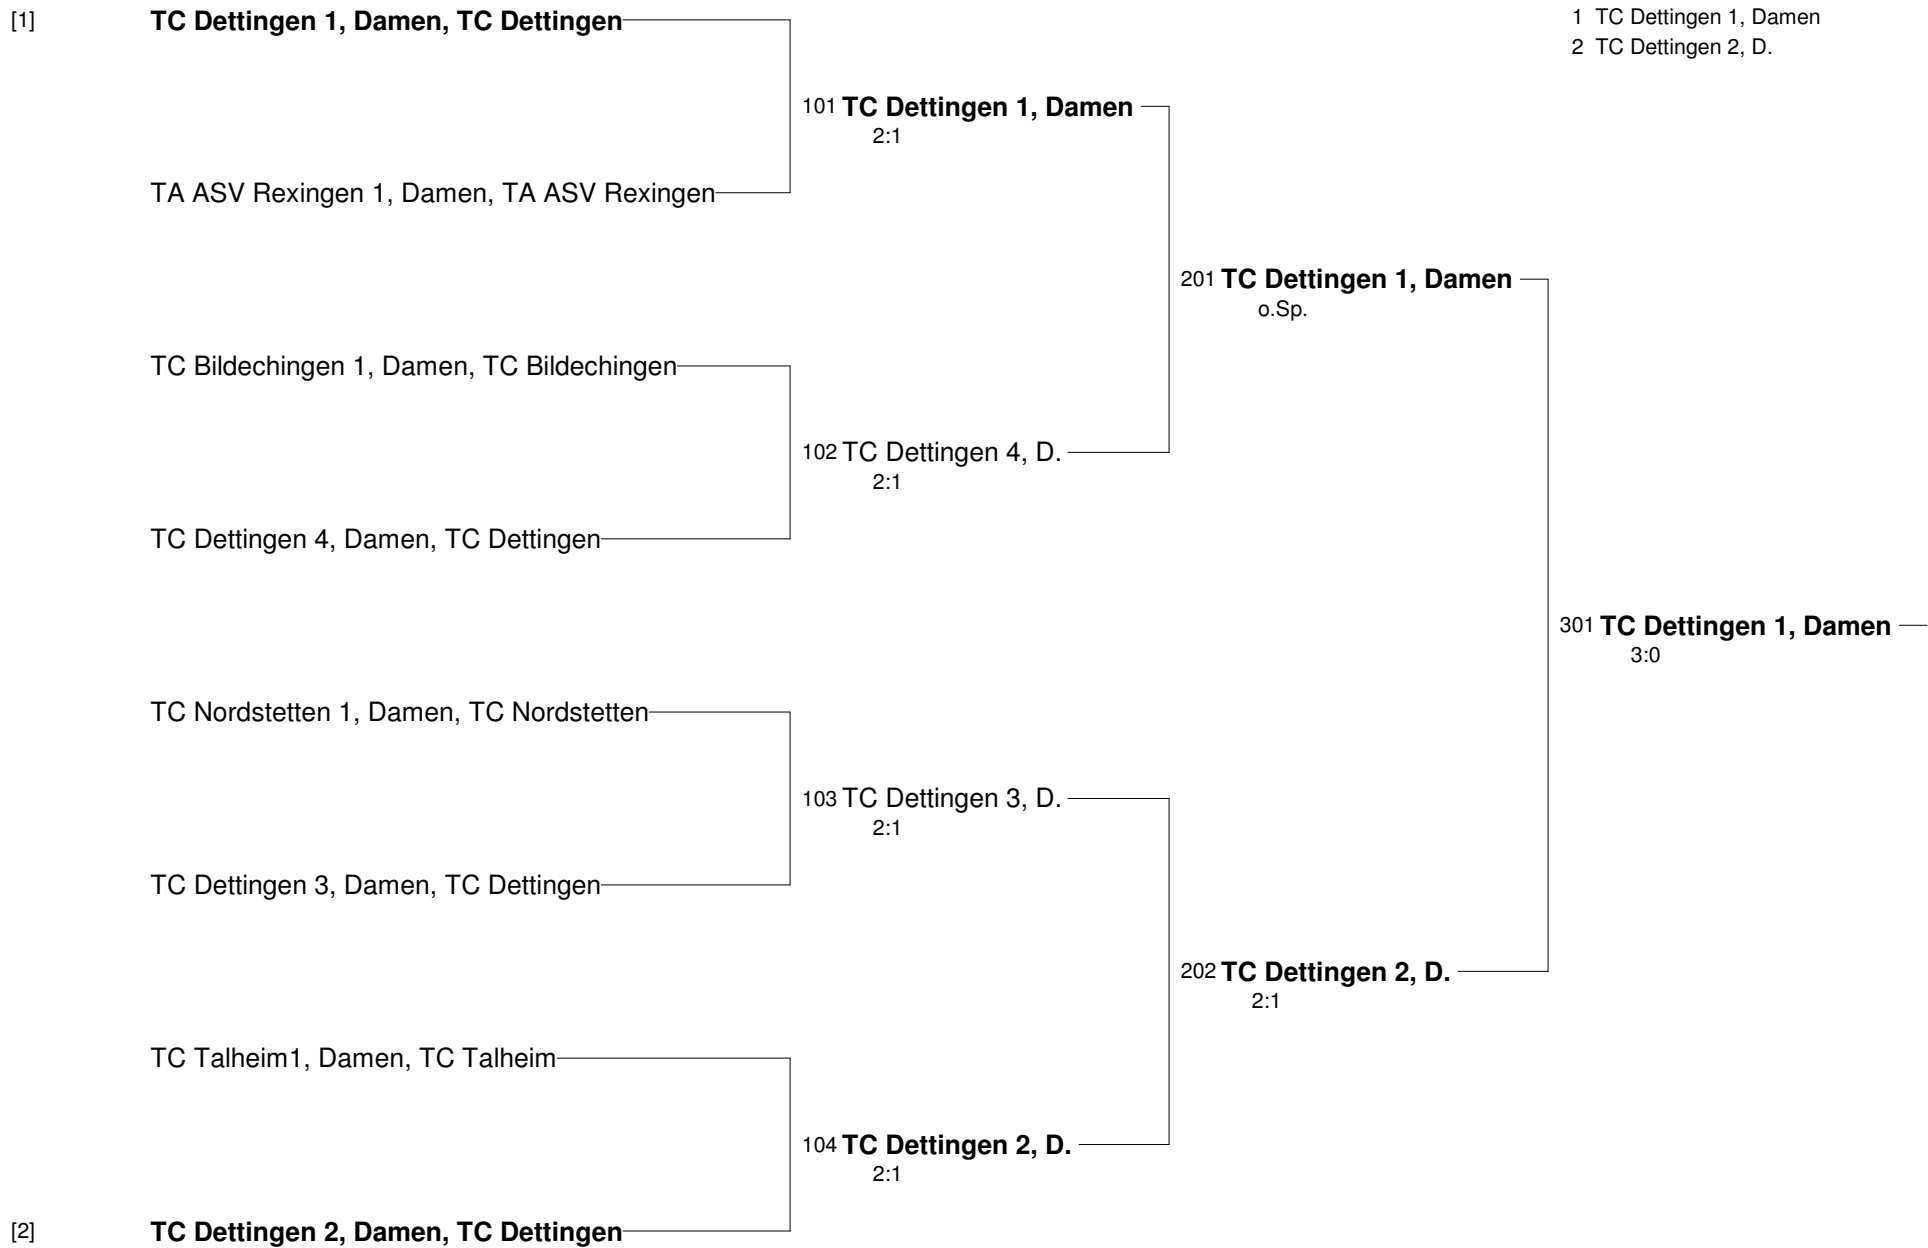 [1] TC Dettingen 1, Damen, TC Dettingen
1 TC Dettingen 1, Damen
2 TC Dettingen 2, D.
101 TC Dettingen 1, Damen
2:1
TA ASV Rexingen 1, Damen, TA ASV Rexingen
201 TC Dettingen 1, Damen
o.Sp.
TC Bildechingen 1, Damen, TC Bildechingen
102 TC Dettingen 4, D.
2:1
TC Dettingen 4, Damen, TC Dettingen
301 TC Dettingen 1, Damen
3:0
TC Nordstetten 1, Damen, TC Nordstetten
103 TC Dettingen 3, D.
2:1
TC Dettingen 3, Damen, TC Dettingen
202 TC Dettingen 2, D.
2:1
TC Talheim1, Damen, TC Talheim
104 TC Dettingen 2, D.
2:1
[2] TC Dettingen 2, Damen, TC Dettingen